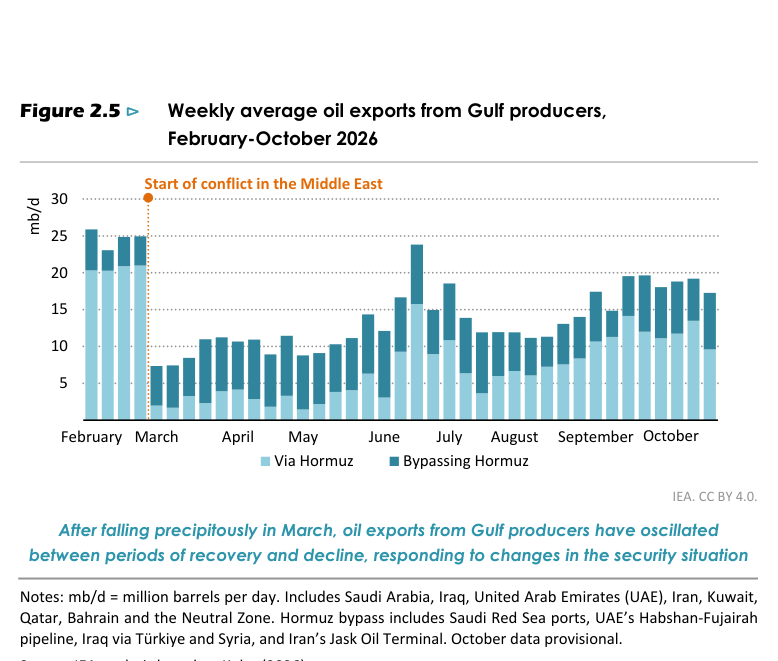 Figure 2.5 ▷ Weekly average oil exports from Gulf producers,
February-October 2026
Start of conflict in the Middle East
mb/d
30
25
20
15
10
5
February March April May June July August September October
Via Hormuz Bypassing Hormuz
IEA. CC BY 4.0.
After falling precipitously in March, oil exports from Gulf producers have oscillated
between periods of recovery and decline, responding to changes in the security situation
Notes: mb/d = million barrels per day. Includes Saudi Arabia, Iraq, United Arab Emirates (UAE), Iran, Kuwait,
Qatar, Bahrain and the Neutral Zone. Hormuz bypass includes Saudi Red Sea ports, UAE's Habshan-Fujairah
pipeline, Iraq via Türkiye and Syria, and Iran's Jask Oil Terminal. October data provisional.